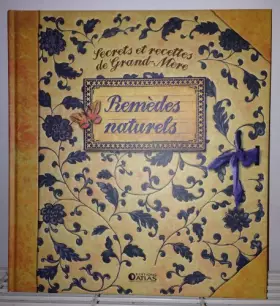 Secrets et recettes
de Grand-Mère
Remèdes
naturels
ATLAS